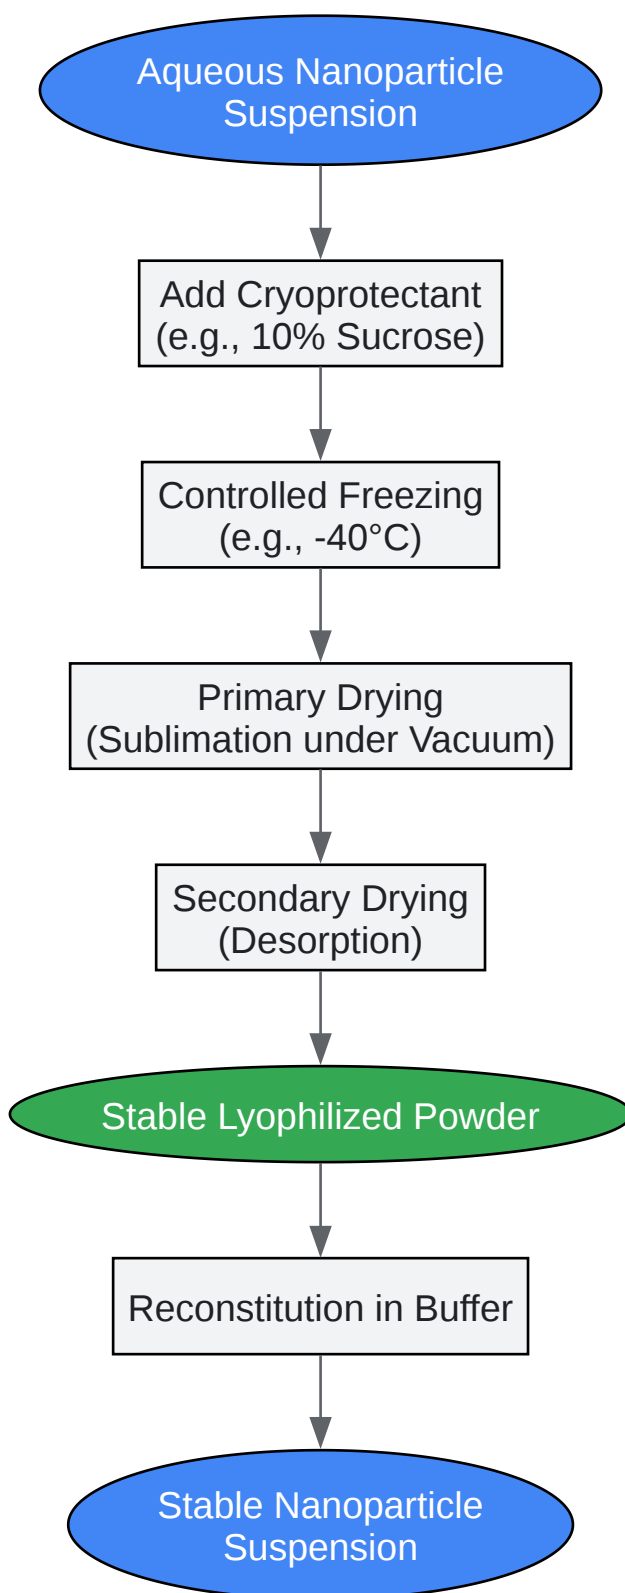 Aqueous Nanoparticle
Suspension
Add Cryoprotectant
(e.g., 10% Sucrose)
Controlled Freezing
(e.g., -40°C)
Primary Drying
(Sublimation under Vacuum)
Secondary Drying
(Desorption)
Stable Lyophilized Powder
Reconstitution in Buffer
Stable Nanoparticle
Suspension